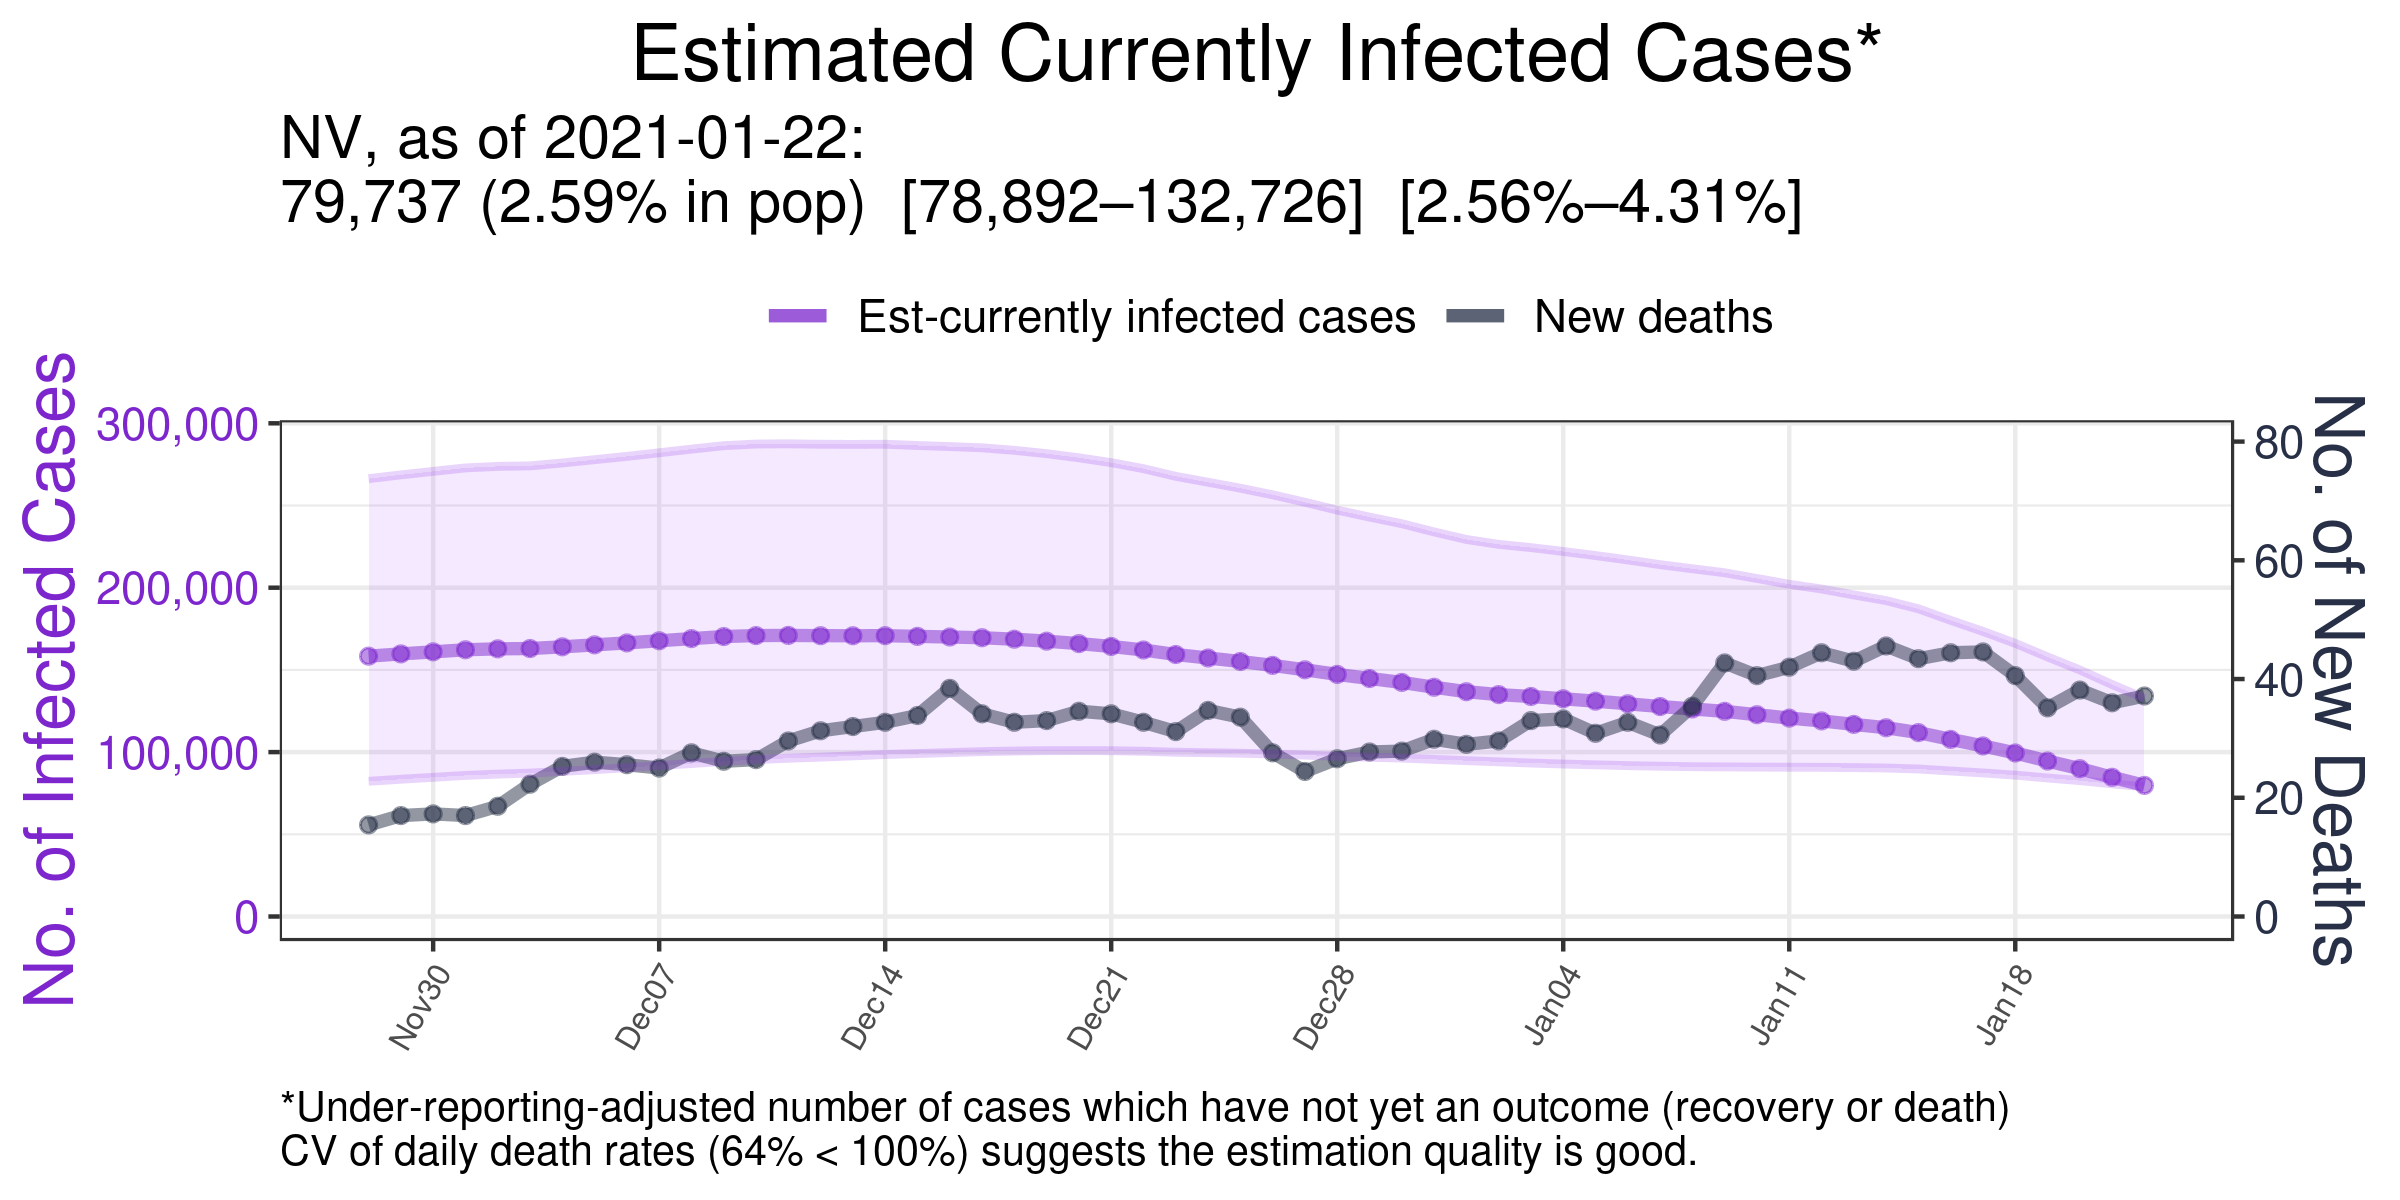 Estimated Currently Infected Cases*
NV, as of 2021-01-22:
79,737 (2.59% in pop) [78,892–132,726] [2.56%–4.31%]
Est-currently infected cases
New deaths
No. of Infected Cases
300,000
200,000
100,000
0
80
60
40
20
0
No. of New Deaths
Nov30
Dec07
Dec14
Dec21
Dec28
Jan04
Jan11
Jan18
*Under-reporting-adjusted number of cases which have not yet an outcome (recovery or death)
CV of daily death rates (64% < 100%) suggests the estimation quality is good.